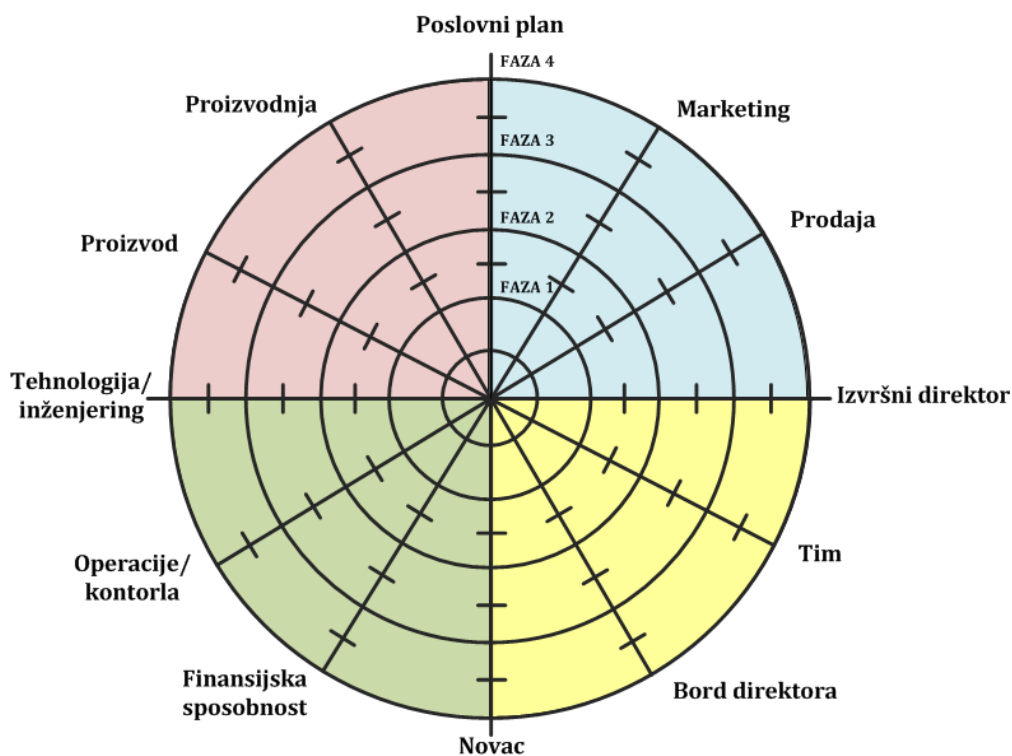 Poslovni plan
FAZA 4
Proizvodnja
Marketing
FAZA 3
Proizvod
FAZA 2
Prodaja
FAZA 1
Tehnologija/
inženjering
Izvršni direktor
Operacije/
kontorla
Tim
Finansijska
sposobnost
Bord direktora
Novac